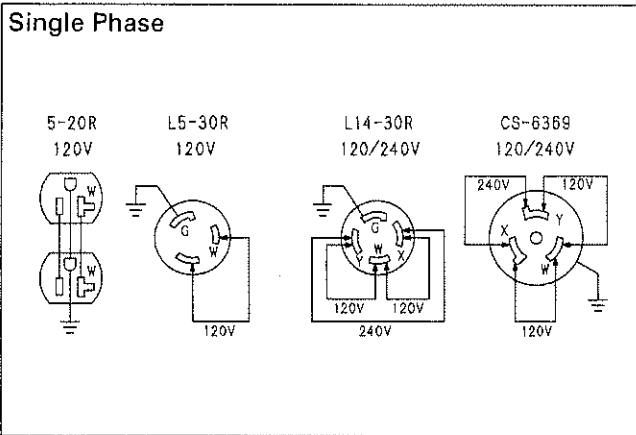 Single Phase
5-20R
120V
W
W
L5-30R
120V
G
W
120V
L14-30R
120/240V
G
W
Y
X
120V
120V
240V
CS-6369
120/240V
240V
120V
X
Y
W
120V